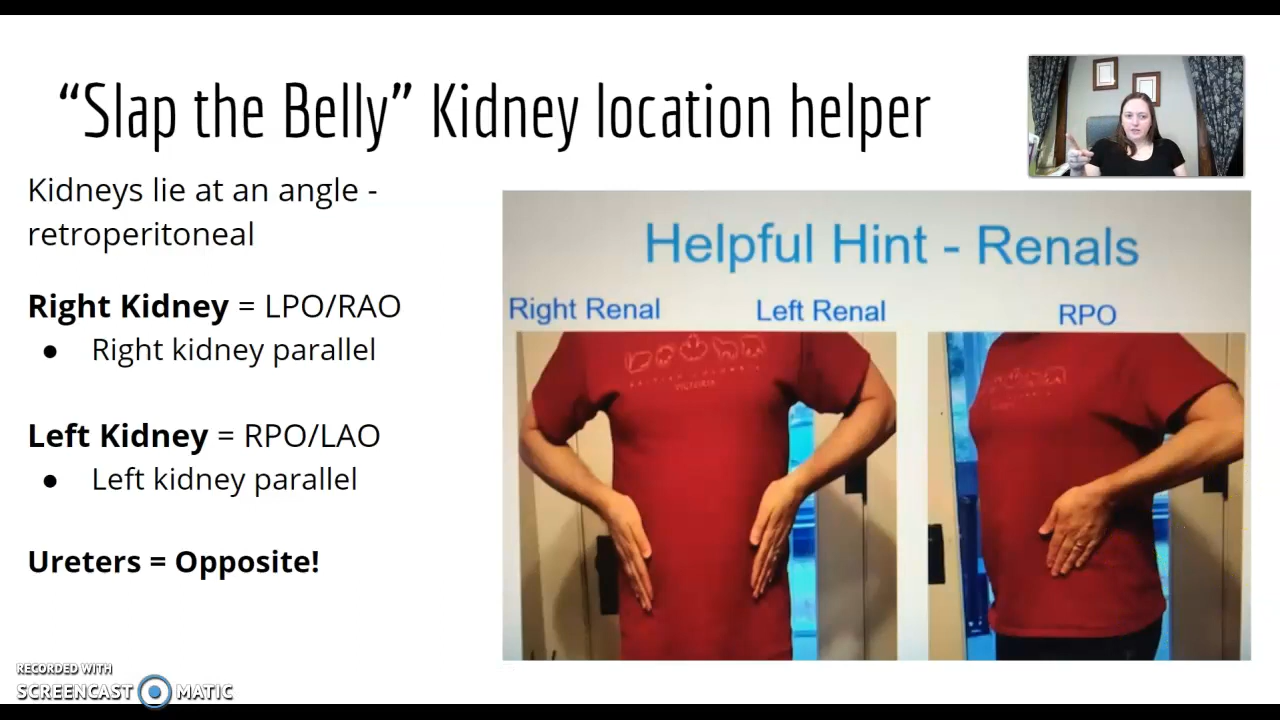 “Slap the Belly” Kidney location helper
Kidneys lie at an angle -
retroperitoneal
Right Kidney = LPO/RAO
● Right kidney parallel
Left Kidney = RPO/LAO
● Left kidney parallel
Ureters = Opposite!
Helpful Hint - Renals
Right Renal
Left Renal
RPO
VICTORIA
RECORDED WITH
SCREENCAST MATIC